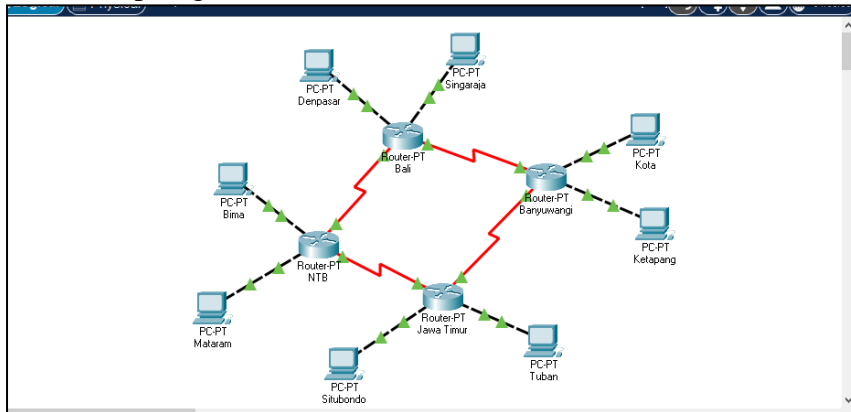 PC-PT
Singaraja
PC-PT
Denpasar
PC-PT
Kota
Router-PT
Bali
Router-PT
Banyuwangi
PC-PT
Bima
PC-PT
Ketapang
Router-PT
NTB
Router-PT
Jawa Timur
PC-PT
Mataram
PC-PT
Tuban
PC-PT
Situbondo